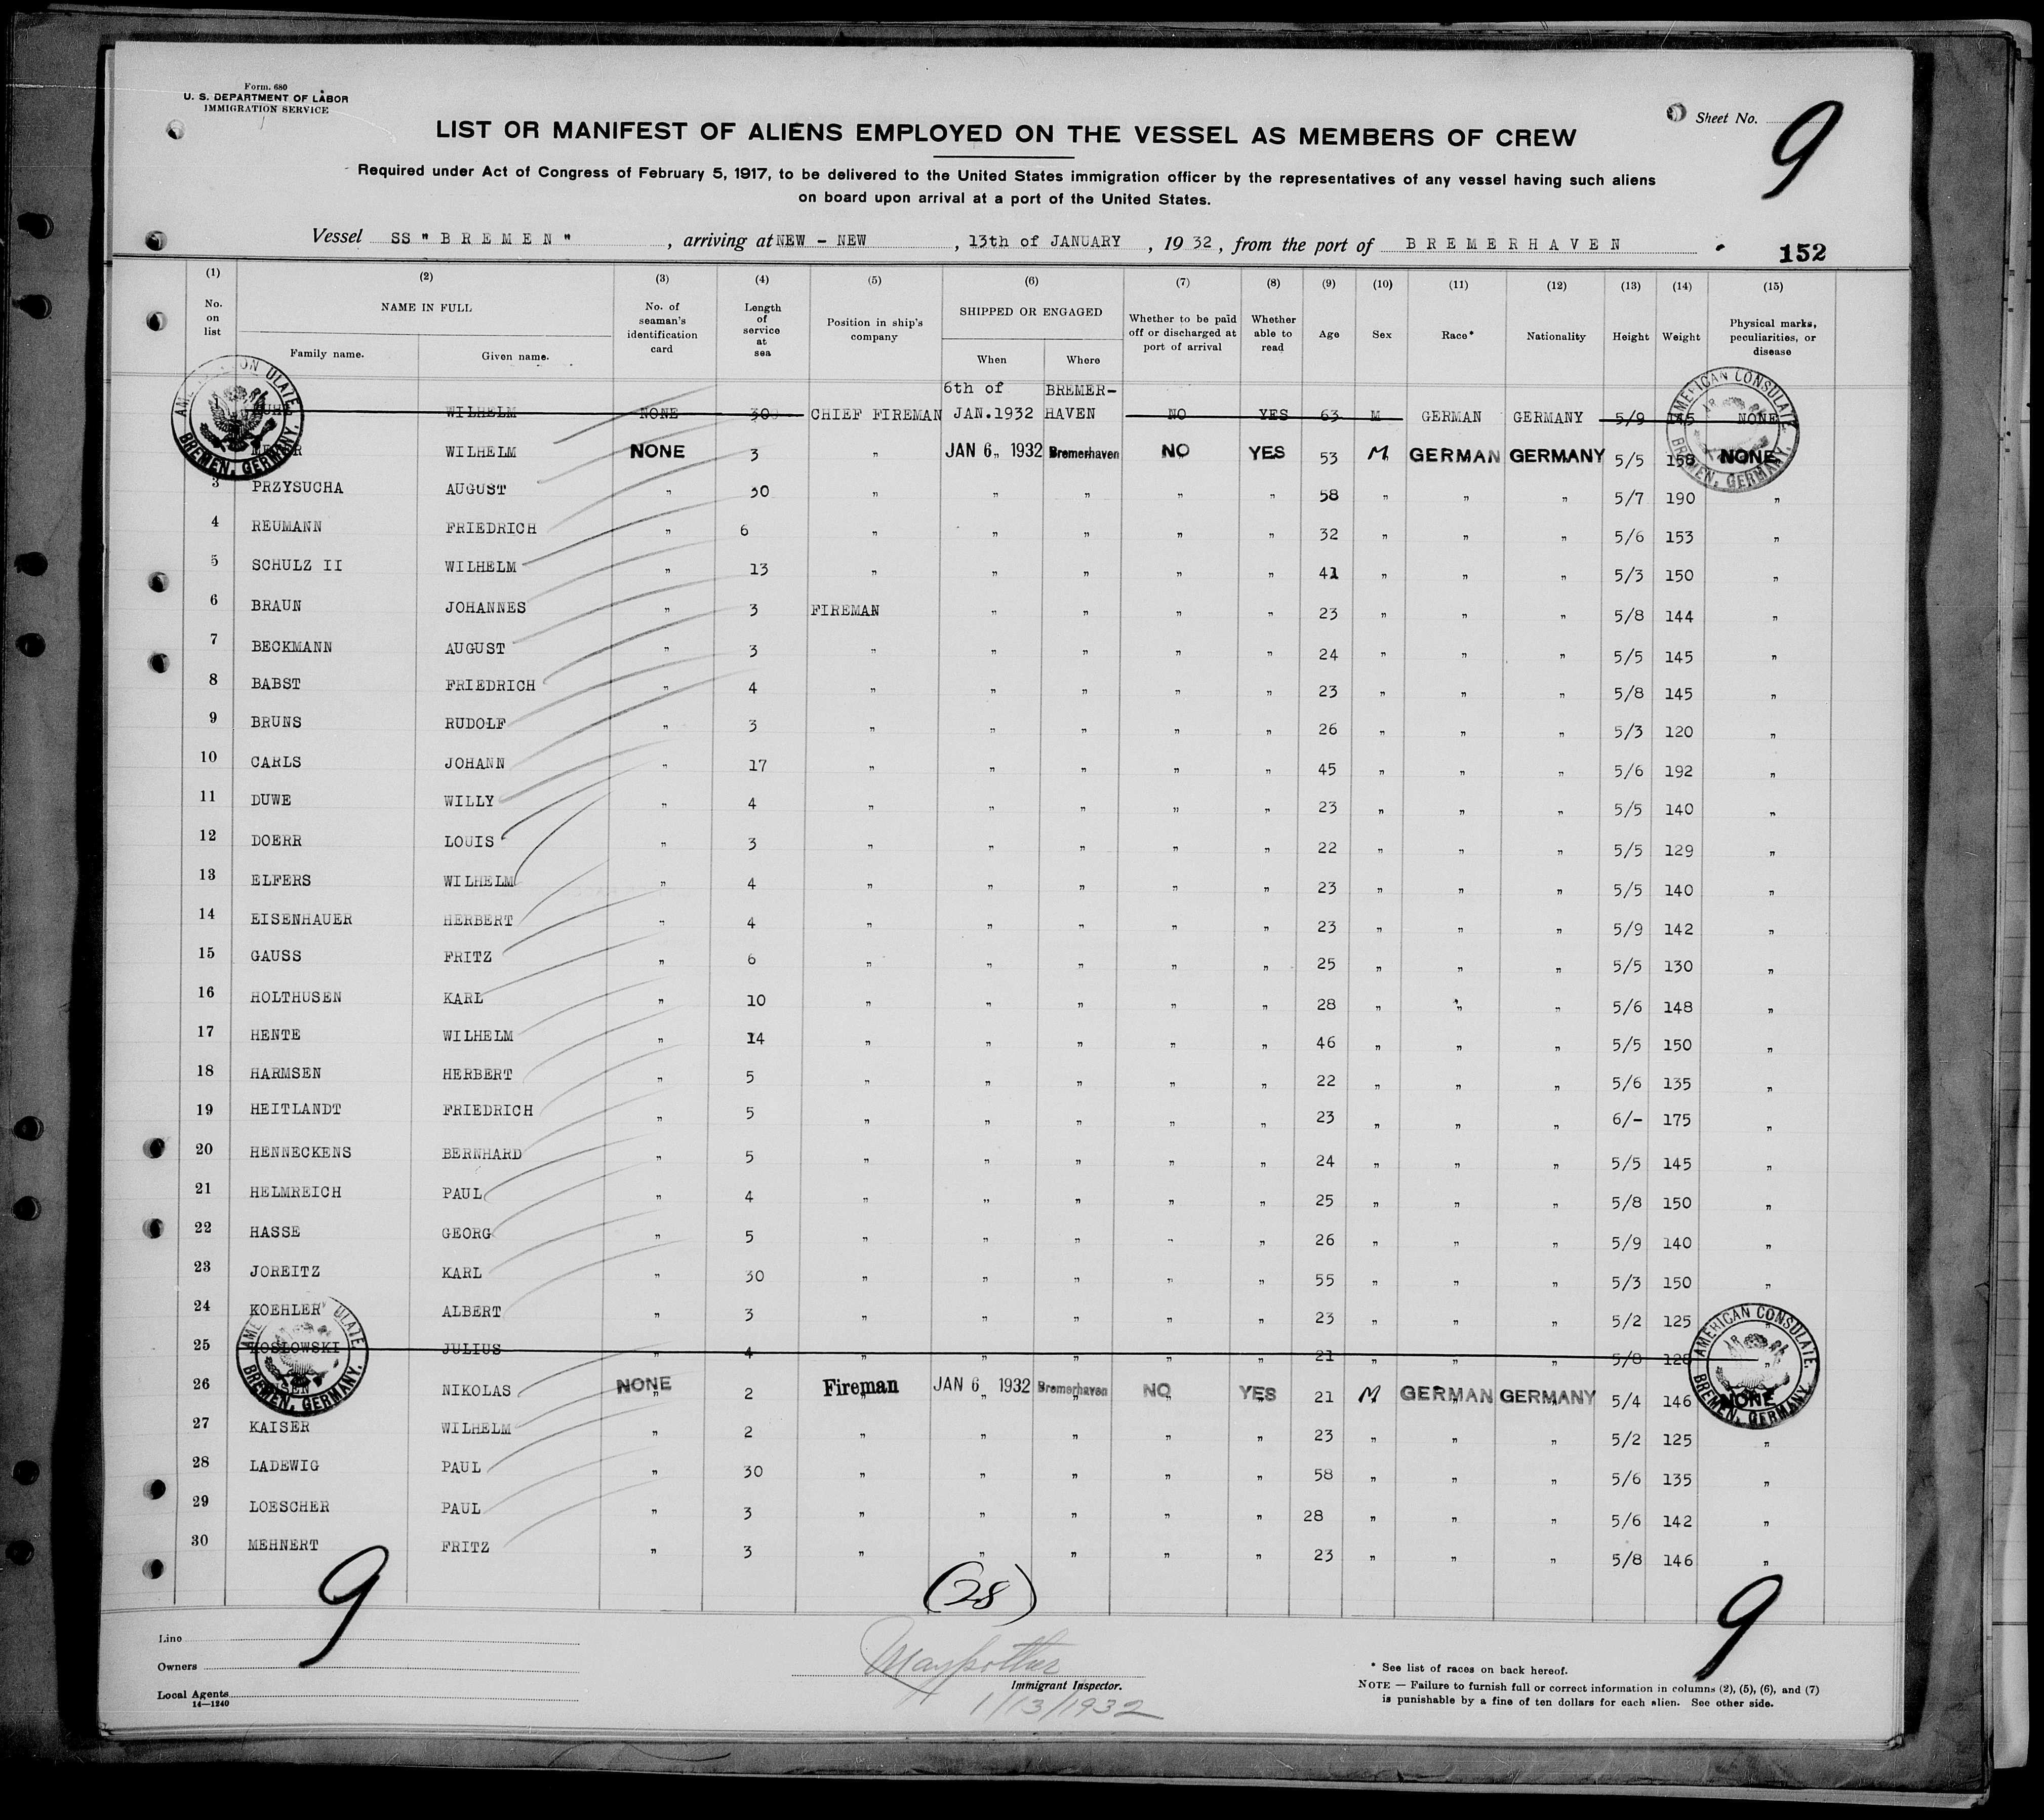 Form. 680
U. S. DEPARTMENT OF LABOR
IMMIGRATION SERVICE
Sheet No. 9
LIST OR MANIFEST OF ALIENS EMPLOYED ON THE VESSEL AS MEMBERS OF CREW
Required under Act of Congress of February 5, 1917, to be delivered to the United States immigration officer by the representatives of any vessel having such aliens
on board upon arrival at a port of the United States.
Vessel SS "BREMEN", arriving at NEW - NEW, 13th of JANUARY, 1932, from the port of BREMERHAVEN
152
(1) (2) (3) (4) (5) (6) (7) (8) (9) (10) (11) (12) (13) (14) (15)
No. on list
NAME IN FULL
Family name. Given name.
No. of seaman's identification card
Length of service at sea
Position in ship's company
SHIPPED OR ENGAGED
When Where
Whether to be paid off or discharged at port of arrival
Whether able to read
Age
Sex
Race*
Nationality
Height
Weight
Physical marks, peculiarities, or disease
WILHELM NONE 30 CHIEF FIREMAN 6th of JAN. 1932 BREMER-HAVEN NO YES 63 M GERMAN GERMANY 5/9 145 NONE
WILHELM NONE 3 " JAN 6 1932 Bremerhaven NO YES 53 M GERMAN GERMANY 5/5 158 NONE
3 PRZYSUCHA AUGUST " 30 " " " " " 58 " " " 5/7 190 "
4 REUMANN FRIEDRICH " 6 " " " " " 32 " " " 5/6 153 "
5 SCHULZ II WILHELM " 13 " " " " " 41 " " " 5/3 150 "
6 BRAUN JOHANNES " 3 FIREMAN " " " " 23 " " " 5/8 144 "
7 BECKMANN AUGUST " 3 " " " " " 24 " " " 5/5 145 "
8 BABST FRIEDRICH " 4 " " " " " 23 " " " 5/8 145 "
9 BRUNS RUDOLF " 3 " " " " " 26 " " " 5/3 120 "
10 CARLS JOHANN " 17 " " " " " 45 " " " 5/6 192 "
11 DUWE WILLY " 4 " " " " " 23 " " " 5/5 140 "
12 DOERR LOUIS " 3 " " " " " 22 " " " 5/5 129 "
13 ELFERS WILHELM " 4 " " " " " 23 " " " 5/5 140 "
14 EISENHAUER HERBERT " 4 " " " " " 23 " " " 5/9 142 "
15 GAUSS FRITZ " 6 " " " " " 25 " " " 5/5 130 "
16 HOLTHUSEN KARL " 10 " " " " " 28 " " " 5/6 148 "
17 HENTE WILHELM " 14 " " " " " 46 " " " 5/5 150 "
18 HARMSEN HERBERT " 5 " " " " " 22 " " " 5/6 135 "
19 HEITLANDT FRIEDRICH " 5 " " " " " 23 " " " 6/- 175 "
20 HENNECKENS BERNHARD " 5 " " " " " 24 " " " 5/5 145 "
21 HELMREICH PAUL " 4 " " " " " 25 " " " 5/8 150 "
22 HASSE GEORG " 5 " " " " " 26 " " " 5/9 140 "
23 JOREITZ KARL " 30 " " " " " 55 " " " 5/3 150 "
24 KOEHLER ALBERT " 3 " " " " " 23 " " " 5/2 125 "
25 KOSLOWSKI JULIUS " 4 " " " " " 21 " " " 5/8 128 "
26 NIKOLAS NONE 2 Fireman JAN 6 1932 Bremerhaven NO YES 21 M GERMAN GERMANY 5/4 146 NONE
27 KAISER WILHELM " 2 " " " " " 23 " " " 5/2 125 "
28 LADEWIG PAUL " 30 " " " " " 58 " " " 5/6 135 "
29 LOESCHER PAUL " 3 " " " " " 28 " " " 5/6 142 "
30 MEHNERT FRITZ " 3 " " " " " 23 " " " 5/8 146 "
AMERICAN CONSULATE, BREMEN, GERMANY.
AMERICAN CONSULATE, BREMEN, GERMANY.
(28)
9
9
Line
Owners
Local Agents
14—1240
Immigrant Inspector.
1/13/1932
* See list of races on back hereof.
NOTE — Failure to furnish full or correct information in columns (2), (5), (6), and (7)
is punishable by a fine of ten dollars for each alien. See other side.